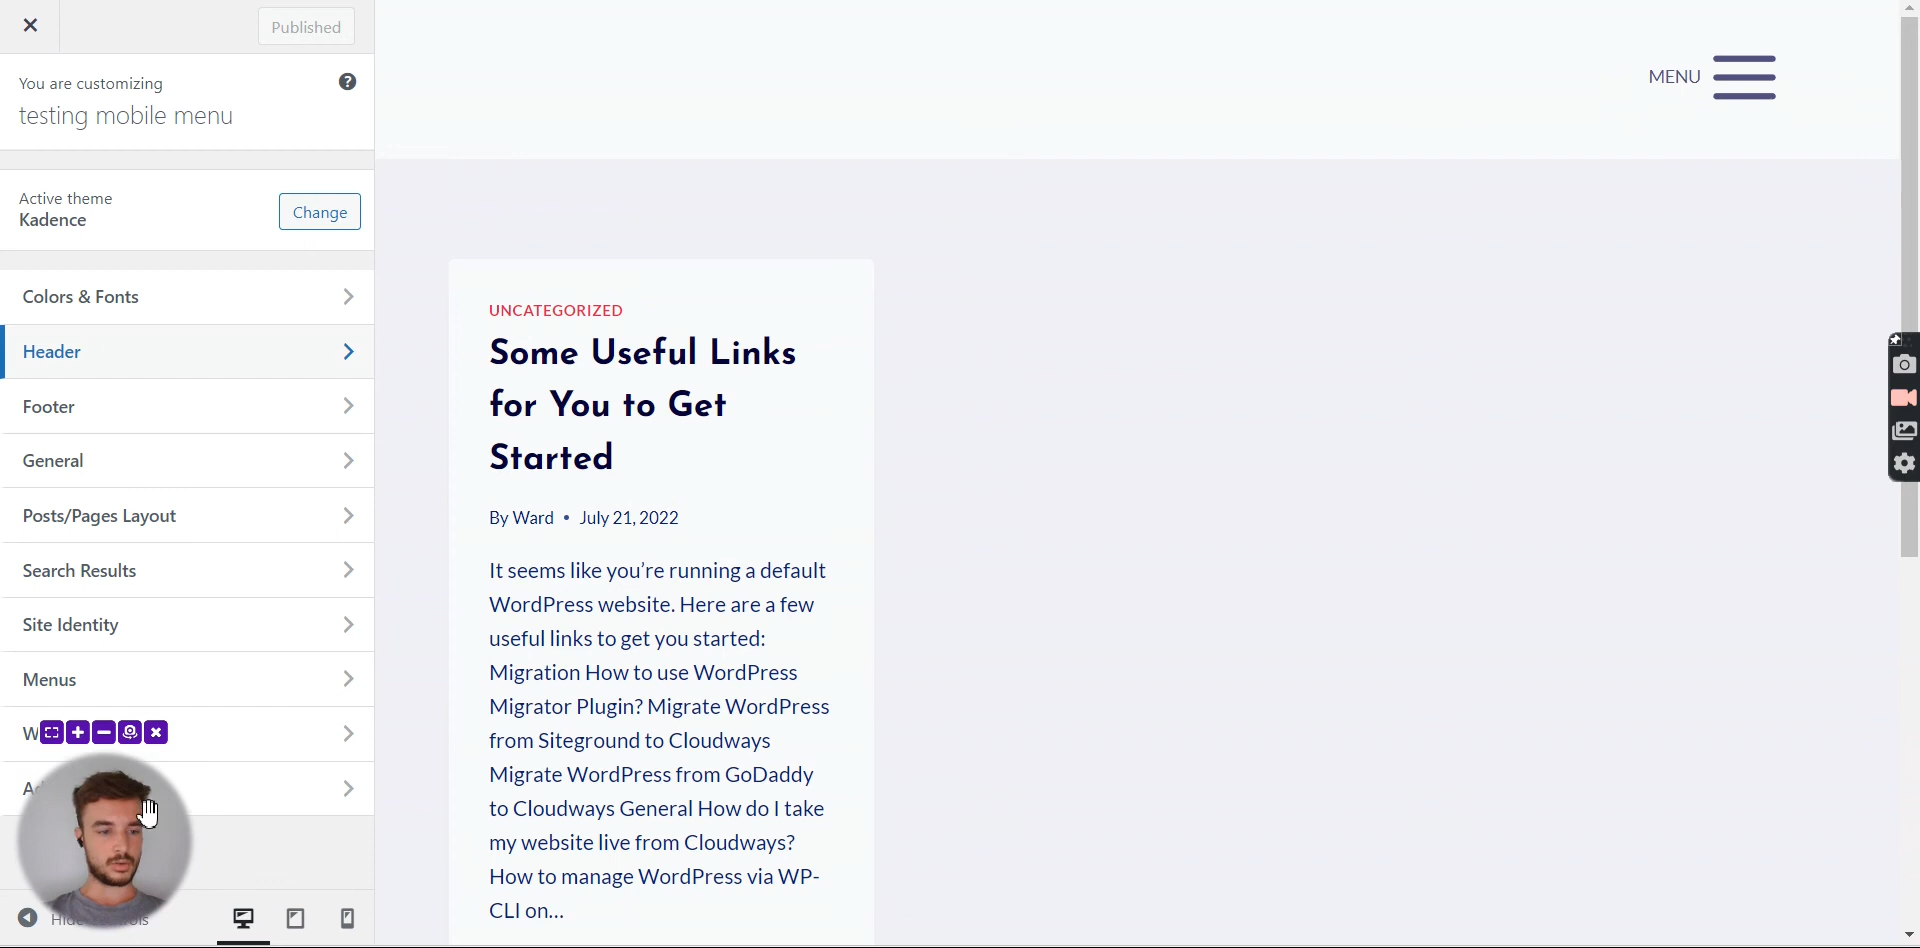 Published
You are customizing
testing mobile menu
Active theme
Kadence
Change
Colors & Fonts
Header
Footer
General
Posts/Pages Layout
Search Results
Site Identity
Menus
MENU
UNCATEGORIZED
Some Useful Links
for You to Get
Started
By Ward • July 21, 2022
It seems like you’re running a default
WordPress website. Here are a few
useful links to get you started:
Migration How to use WordPress
Migrator Plugin? Migrate WordPress
from Siteground to Cloudways
Migrate WordPress from GoDaddy
to Cloudways General How do I take
my website live from Cloudways?
How to manage WordPress via WP-
CLI on…